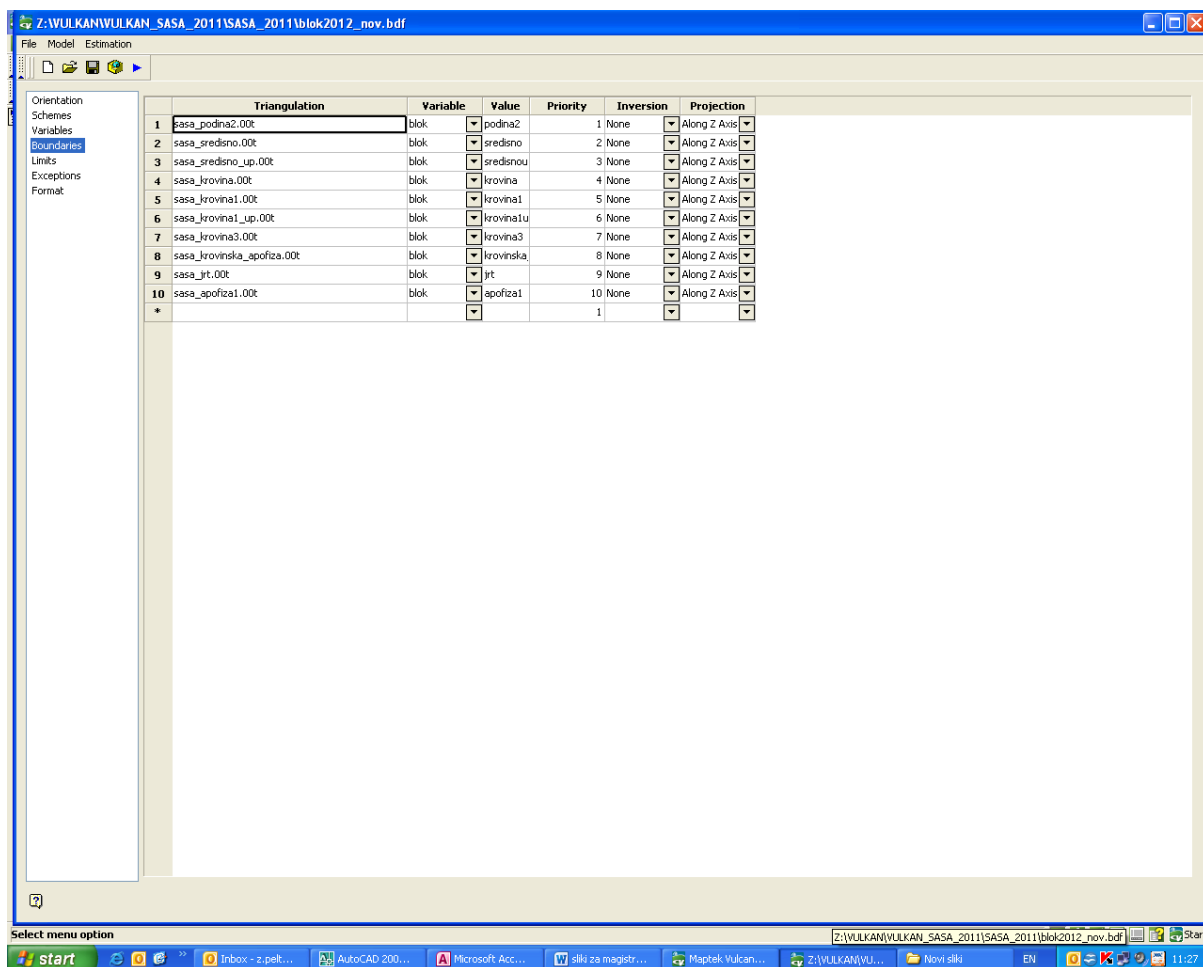 Z:\VULKAN\VULKAN_SASA_2011\SASA_2011\blok2012_nov.bdf
File Model Estimation
Orientation
Schemes
Variables
Boundaries
Limits
Exceptions
Format
Triangulation Variable Value Priority Inversion Projection
1 sasa_podina2.00t blok podina2 1 None Along Z Axis
2 sasa_sredisno.00t blok sredisno 2 None Along Z Axis
3 sasa_sredisno_up.00t blok sredisnou 3 None Along Z Axis
4 sasa_krovina.00t blok krovina 4 None Along Z Axis
5 sasa_krovina1.00t blok krovina1 5 None Along Z Axis
6 sasa_krovina1_up.00t blok krovina1u 6 None Along Z Axis
7 sasa_krovina3.00t blok krovina3 7 None Along Z Axis
8 sasa_krovinska_apofiza.00t blok krovinska_ 8 None Along Z Axis
9 sasa_jrt.00t blok jrt 9 None Along Z Axis
10 sasa_apofiza1.00t blok apofiza1 10 None Along Z Axis
* 1
Select menu option
Z:\VULKAN\VULKAN_SASA_2011\SASA_2011\blok2012_nov.bdf
Star
start Inbox - z.pelt... AutoCAD 200... Microsoft Acc... sliki za magistr... Maptek Vulcan... Z:\VULKAN\VU... Novi sliki EN 11:27